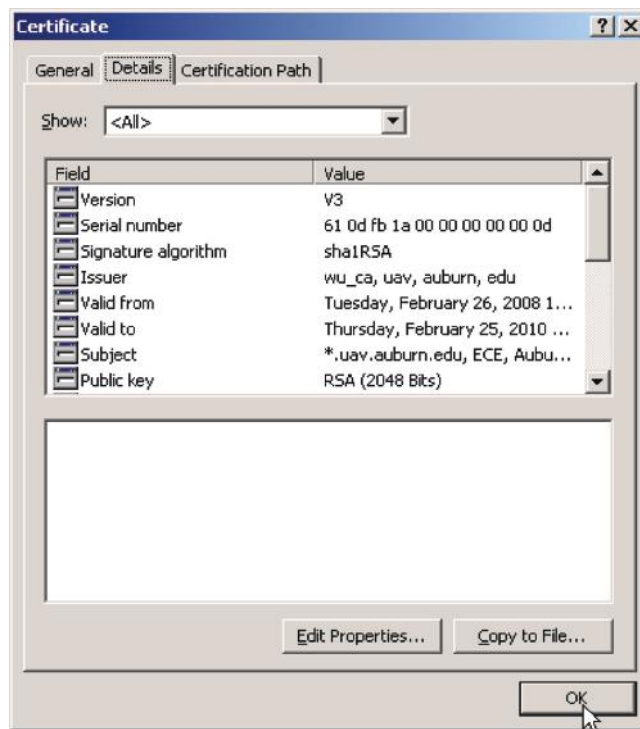 Certificate
General Details Certification Path
Show: <All>
Field Value
Version V3
Serial number 61 0d fb 1a 00 00 00 00 00 0d
Signature algorithm sha1RSA
Issuer wu_ca, uav, auburn, edu
Valid from Tuesday, February 26, 2008 1...
Valid to Thursday, February 25, 2010 ...
Subject *.uav.auburn.edu, ECE, Aubu...
Public key RSA (2048 Bits)
Edit Properties... Copy to File...
OK